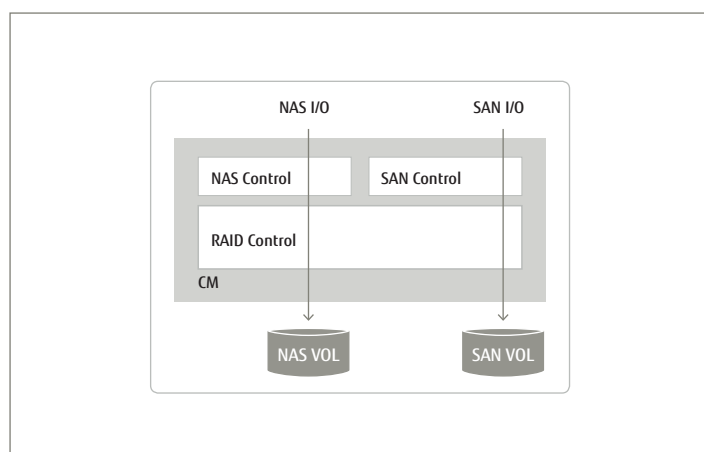 NAS I/O
SAN I/O
NAS Control
SAN Control
RAID Control
CM
NAS VOL
SAN VOL